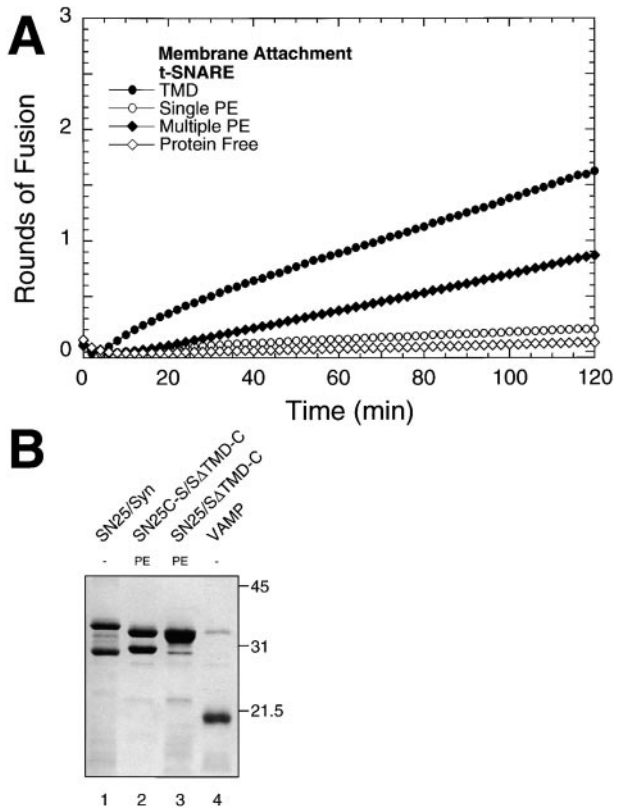 A
3
2
1
0
Rounds of Fusion
Membrane Attachment
t-SNARE
TMD
Single PE
Multiple PE
Protein Free
0 20 40 60 80 100 120
Time (min)
B
SN25/Syn
SN25C-S/SΔTMD-C
SN25/SΔTMD-C
VAMP
- PE PE -
45
31
21.5
1 2 3 4